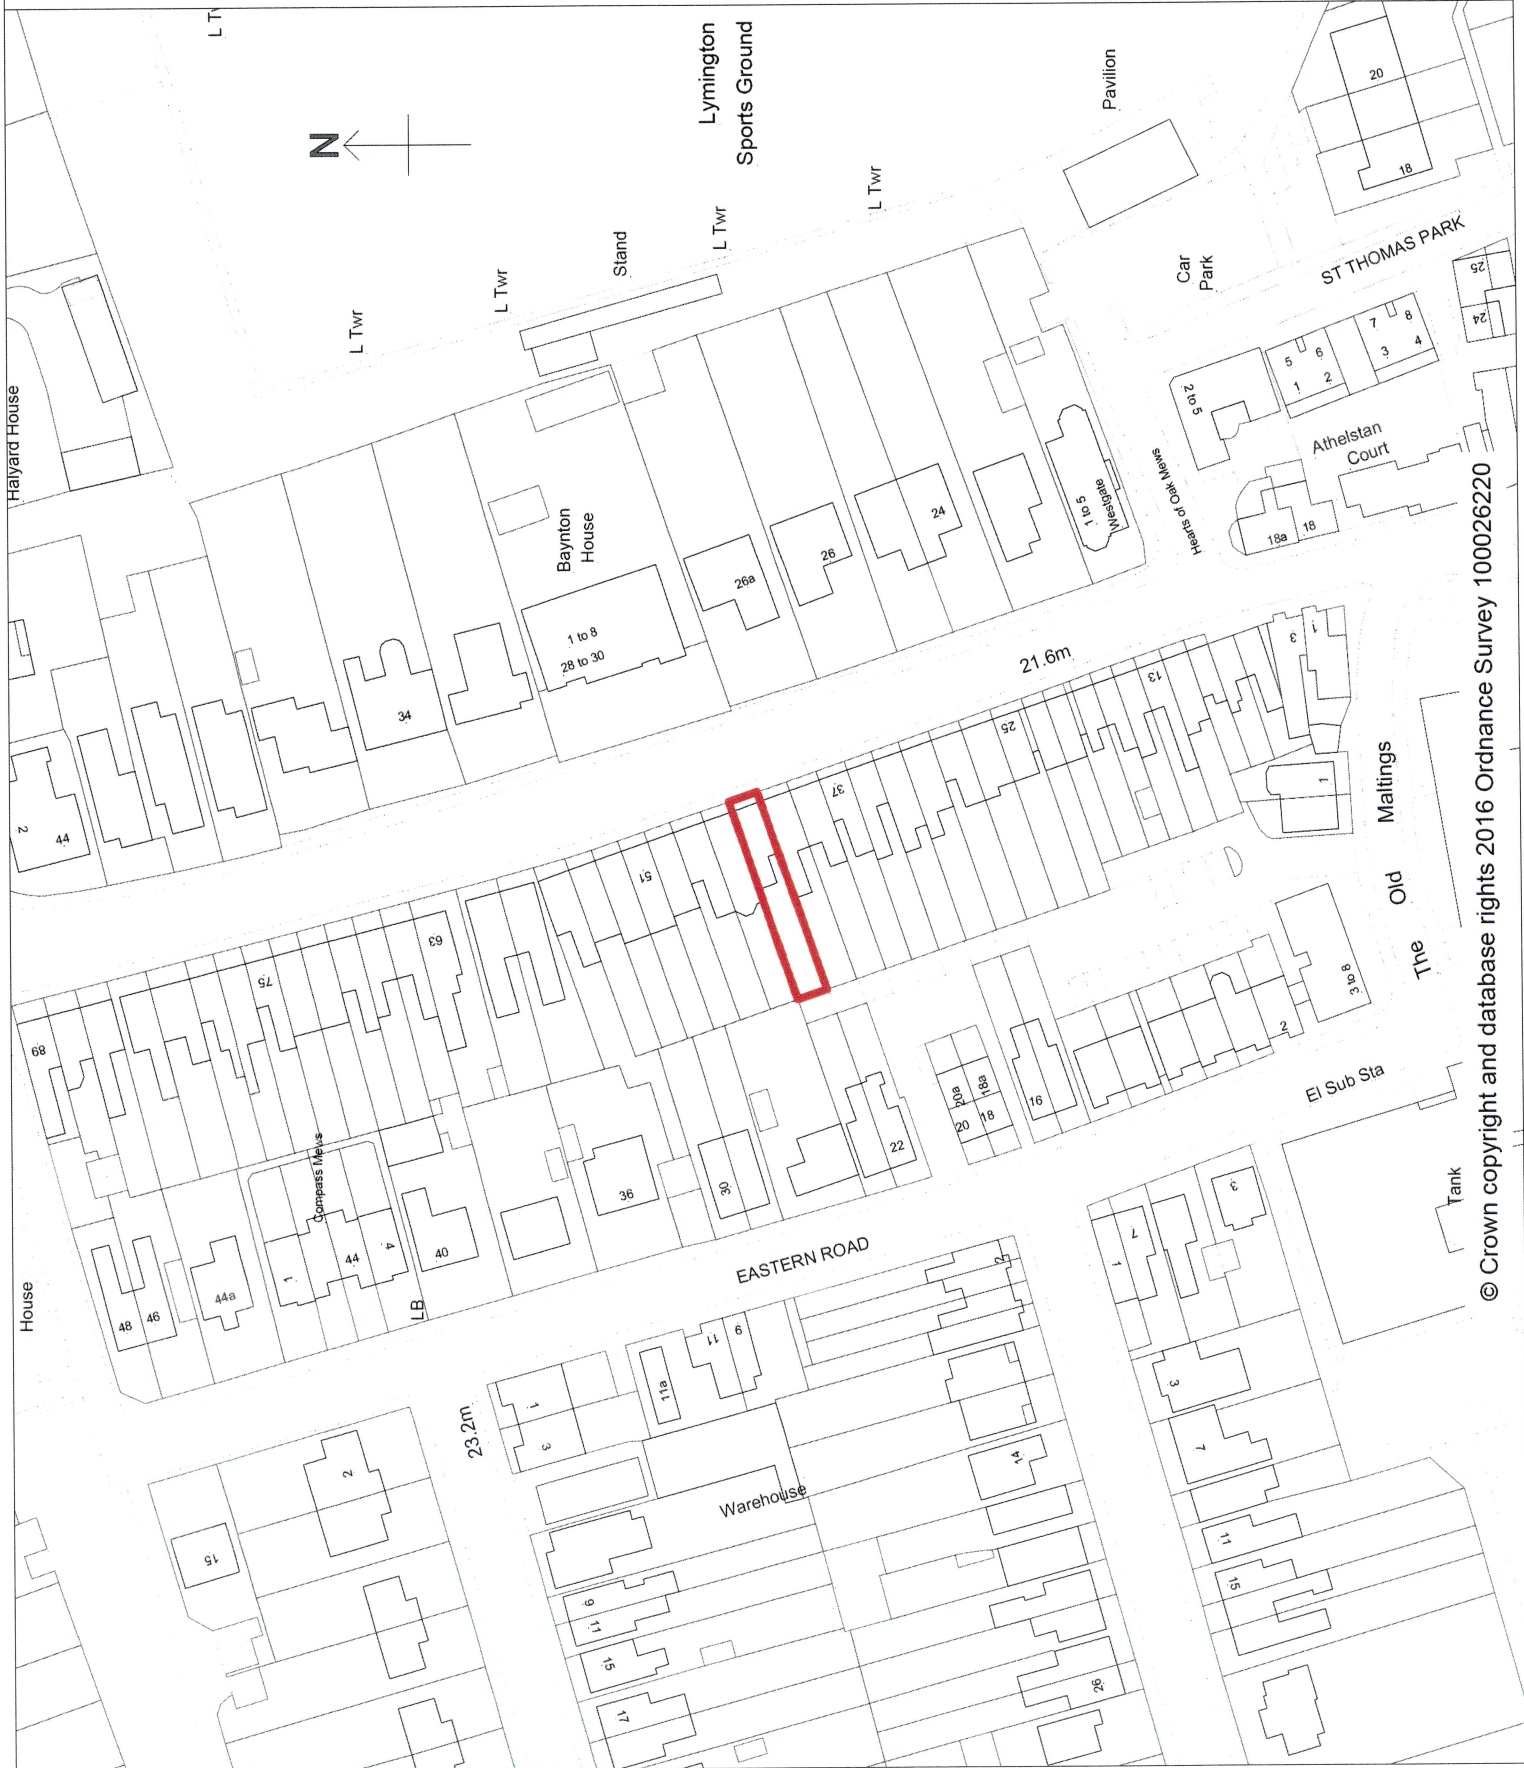 L T
Halyard House
N
Lymington
Sports Ground
Pavilion
20
18
L Twr
L Twr
Stand
L Twr
L Twr
Car
Park
ST THOMAS PARK
25
24
7
8
3
4
5
6
1
2
5 or 2
Athelstan
Court
Hearts of Oak Mews
18a
18
1 to 5
Westgate
24
26
26a
Baynton
House
1 to 8
28 to 30
34
2
44
21.6m
1
3
13
25
37
51
63
75
89
1
Maltings
Old
The
3 to 8
2
El Sub Sta
Tank
16
20a
18a
20
18
22
30
36
40
Compass Mews
1
44
4
44a
46
48
LB
House
EASTERN ROAD
2
9
11
11a
1
3
23.2m
Warehouse
2
15
9
11
15
17
14
26
1
7
3
3
7
11
15
© Crown copyright and database rights 2016 Ordnance Survey 100026220